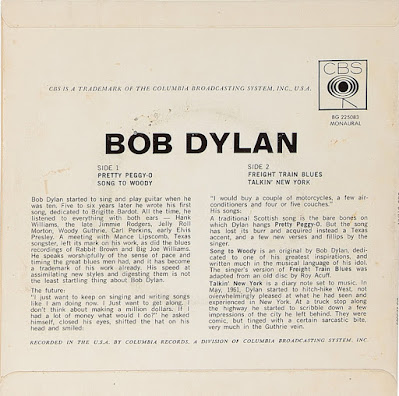 CBS IS A TRADEMARK OF THE COLUMBIA BROADCASTING SYSTEM, INC., U.S.A.
CBS
BG 225083
MONAURAL
BOB DYLAN
SIDE 1
PRETTY PEGGY-O
SONG TO WOODY
SIDE 2
FREIGHT TRAIN BLUES
TALKIN' NEW YORK
Bob Dylan started to sing and play guitar when he
was ten. Five to six years later he wrote his first
song, dedicated to Brigitte Bardot. All the time, he
listened to everything with both ears — Hank
Williams, the late Jimmie Rodgers, Jelly Roll
Morton, Woody Guthrie, Carl Perkins, early Elvis
Presley. A meeting with Mance Lipscomb, Texas
songster, left its mark on his work, as did the blues
recordings of Rabbit Brown and Big Joe Williams.
He speaks worshipfully of the sense of pace and
timing the great blues men had, and it has become
a trademark of his work already. His speed at
assimilating new styles and digesting them is not
the least startling about Bob Dylan.
The future:
"I just want to keep on singing and writing songs
like I am doing now. I just want to get along. I
don't think about making a million dollars. If I
had a lot of money what would I do?" he asked
himself, closed his eyes, shifted the hat on his
head and smiled:
"I would buy a couple of motorcycles, a few air-
conditioners and four or five couches."
His songs:
A traditional Scottish song is the bare bones on
which Dylan hangs Pretty Peggy-O. But the song
has lost its burr and acquired instead a Texas
accent, and a few new verses and fillips by the
singer.
Song to Woody is an original by Bob Dylan, dedi-
cated to one of his greatest inspirations, and
written much in the musical language of his idol.
The singer's version of Freight Train Blues was
adapted from an old disc by Roy Acuff.
Talkin' New York is a diary note set to music. In
May, 1961, Dylan started to hitch-hike West, not
overwhelmingly pleased at what he had seen and
experienced in New York. At a truck stop along
the highway he started to scribble down a few
impressions of the city he left behind. They were
comic, but tinged with a certain sarcastic bite,
very much in the Guthrie vein.
RECORDED IN THE U.S.A. BY COLUMBIA RECORDS, A DIVISION OF COLUMBIA BROADCASTING SYSTEM, INC.